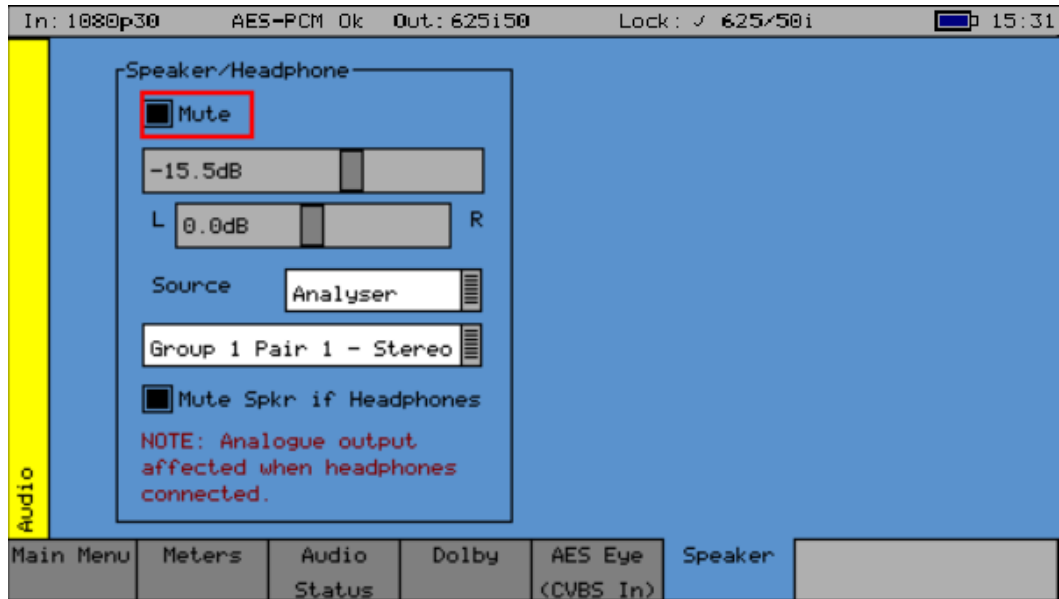 In: 1080p30 AES-PCM Ok Out: 625i50 Lock: ✓ 625/50i 15:31
Speaker/Headphone
Mute
-15.5dB
L 0.0dB R
Source Analyser
Group 1 Pair 1 - Stereo
Mute Spkr if Headphones
NOTE: Analogue output
affected when headphones
connected.
Audio
Main Menu Meters Audio Dolby AES Eye Speaker
Status (CVBS In)